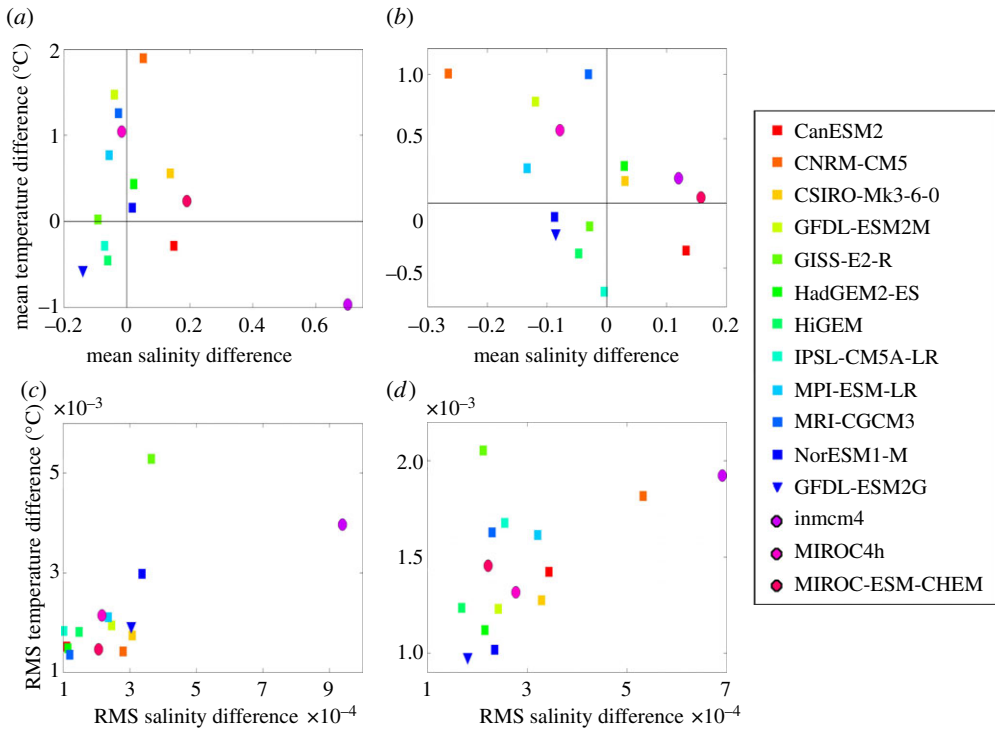 (a)
(b)
mean temperature difference (°C)
2
1
0
−1
−0.2
0
0.2
0.4
0.6
mean salinity difference
1.0
0.5
0
−0.5
−0.3
−0.2
−0.1
0
0.1
0.2
mean salinity difference
(c)
(d)
×10⁻³
RMS temperature difference (°C)
5
3
1
1
3
5
7
9
RMS salinity difference ×10⁻⁴
×10⁻³
2.0
1.5
1.0
1
3
5
7
RMS salinity difference ×10⁻⁴
CanESM2
CNRM-CM5
CSIRO-Mk3-6-0
GFDL-ESM2M
GISS-E2-R
HadGEM2-ES
HiGEM
IPSL-CM5A-LR
MPI-ESM-LR
MRI-CGCM3
NorESM1-M
GFDL-ESM2G
inmcm4
MIROC4h
MIROC-ESM-CHEM